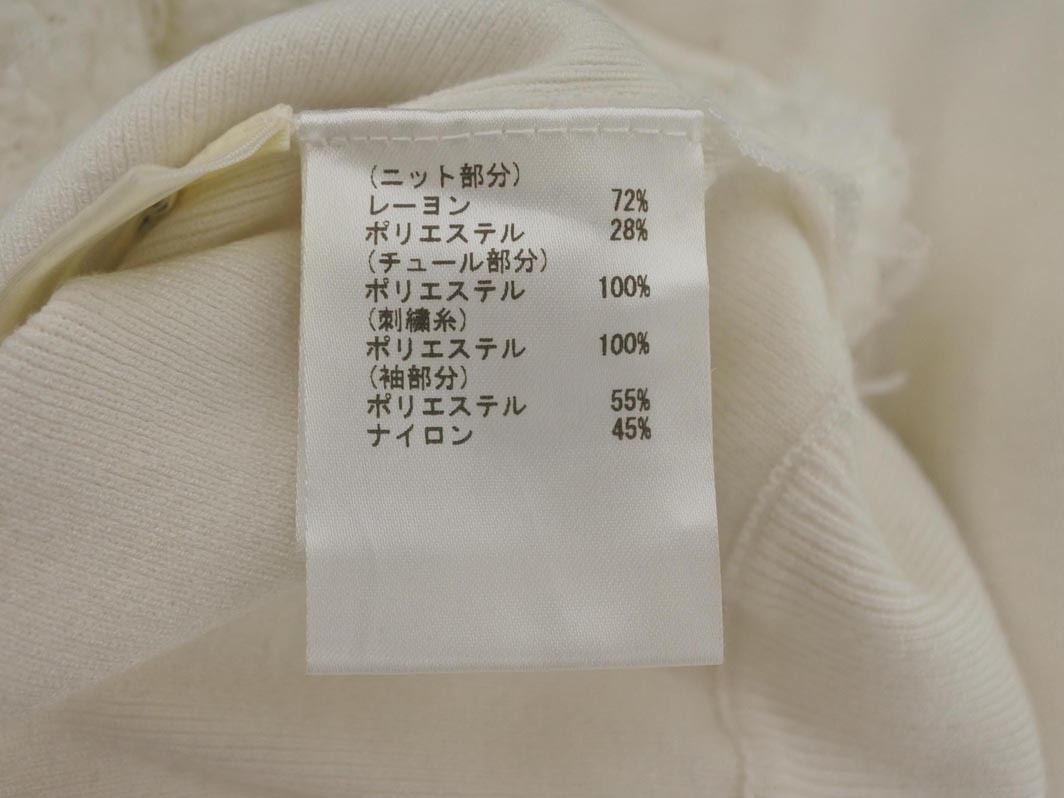 (ニット部分)
レーヨン 72%
ポリエステル 28%
(チュール部分)
ポリエステル 100%
(刺繍糸)
ポリエステル 100%
(袖部分)
ポリエステル 55%
ナイロン 45%